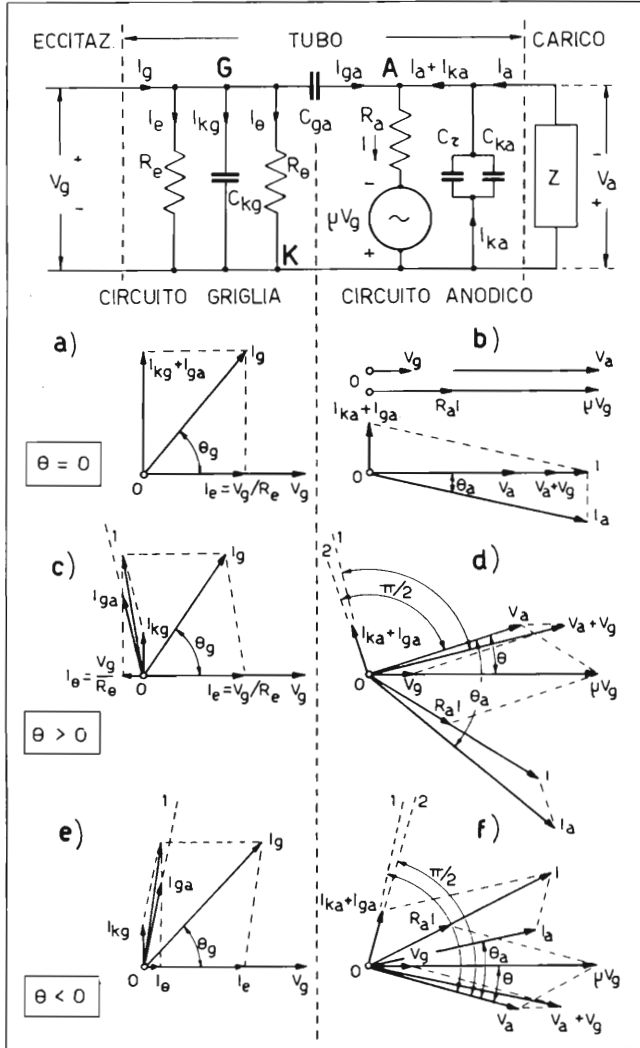 ECCITAZ. TUBO CARICO
Ig G Iga A Ia+Ika Ia
Cga
Ie Ikg Iθ Ra I Cτ Cka
Vg + - Re Ckg Rθ - μVg + Z - Va +
K Ika
CIRCUITO GRIGLIA CIRCUITO ANODICO
a)
Ikg+Iga Ig
θg
θ = 0
0 Ie=Vg/Re Vg
b)
0 Vg Va
RaI μVg
Ika+Iga
0 θa Va Va+Vg I
Ia
c)
1
Iga Ig
Ikg θg
Iθ=Vg/Rθ 0 Ie=Vg/Re Vg
θ > 0
d)
2 1
π/2
Ika+Iga Va Va+Vg
θ
0 Vg μVg
RaI θa
I
Ia
e)
1
Ig
Iga
Ikg θg
0 Iθ Ie Vg
θ < 0
f)
1 2
π/2 I
Ika+Iga RaI Ia
Vg θa
0 θ μVg
Va Va+Vg